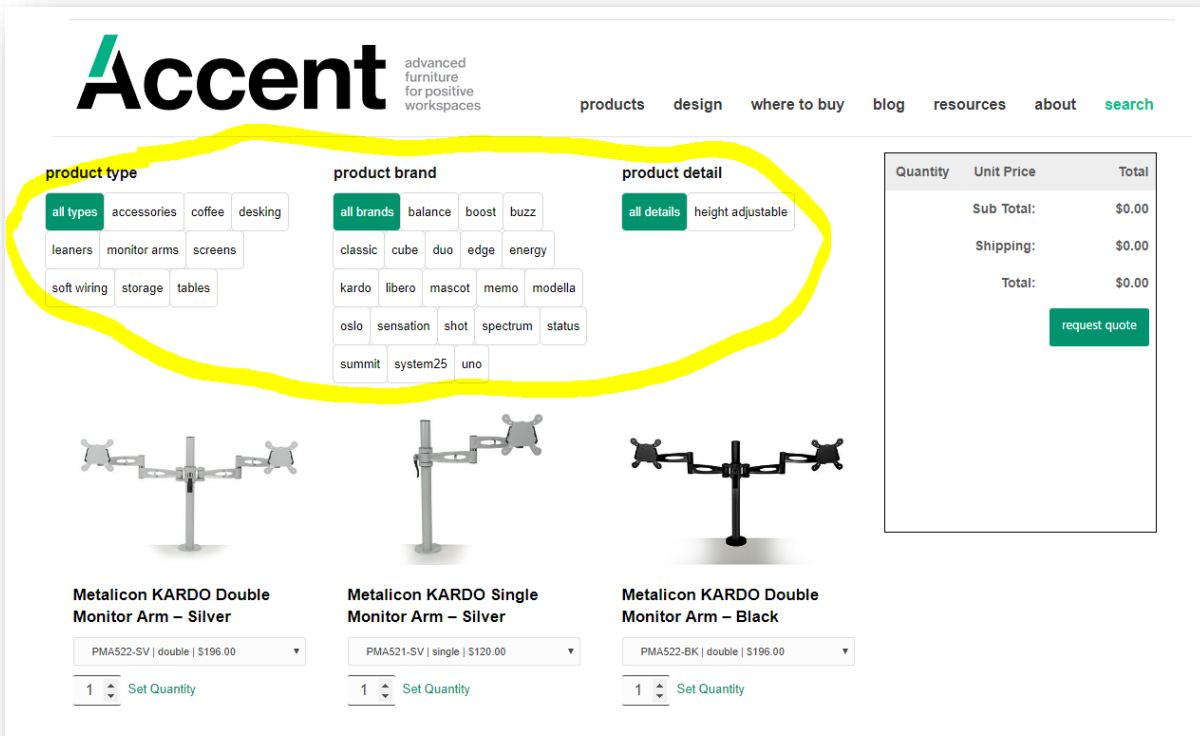 Accent
advanced
furniture
for positive
workspaces
products design where to buy blog resources about search
product type
all types accessories coffee desking
leaners monitor arms screens
soft wiring storage tables
product brand
all brands balance boost buzz
classic cube duo edge energy
kardo libero mascot memo modella
oslo sensation shot spectrum status
summit system25 uno
product detail
all details height adjustable
Quantity Unit Price Total
Sub Total: $0.00
Shipping: $0.00
Total: $0.00
request quote
Metalicon KARDO Double
Monitor Arm – Silver
PMA522-SV | double | $196.00
1 Set Quantity
Metalicon KARDO Single
Monitor Arm – Silver
PMA521-SV | single | $120.00
1 Set Quantity
Metalicon KARDO Double
Monitor Arm – Black
PMA522-BK | double | $196.00
1 Set Quantity